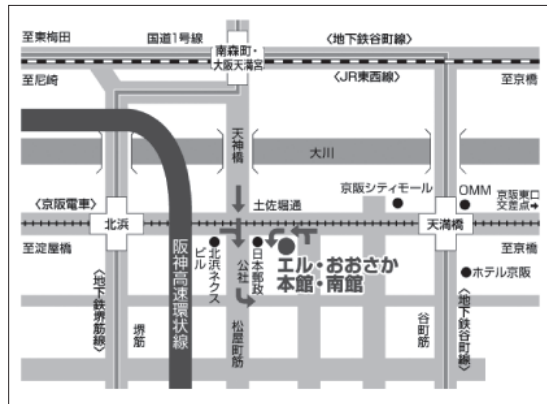 至東梅田
国道1号線
南森町・
大阪天満宮
〈地下鉄谷町線〉
至尼崎
〈JR東西線〉
至京橋
天神橋
大川
京阪シティモール
OMM
京阪東口
交差点➡
〈京阪電車〉
北浜
土佐堀通
天満橋
至淀屋橋
阪神高速環状線
北浜ネクス
ビル
公社
日本郵政
エル・おおさか
本館・南館
至京橋
ホテル京阪
〈地下鉄堺筋線〉
堺筋
松屋町筋
谷町筋
〈地下鉄谷町線〉